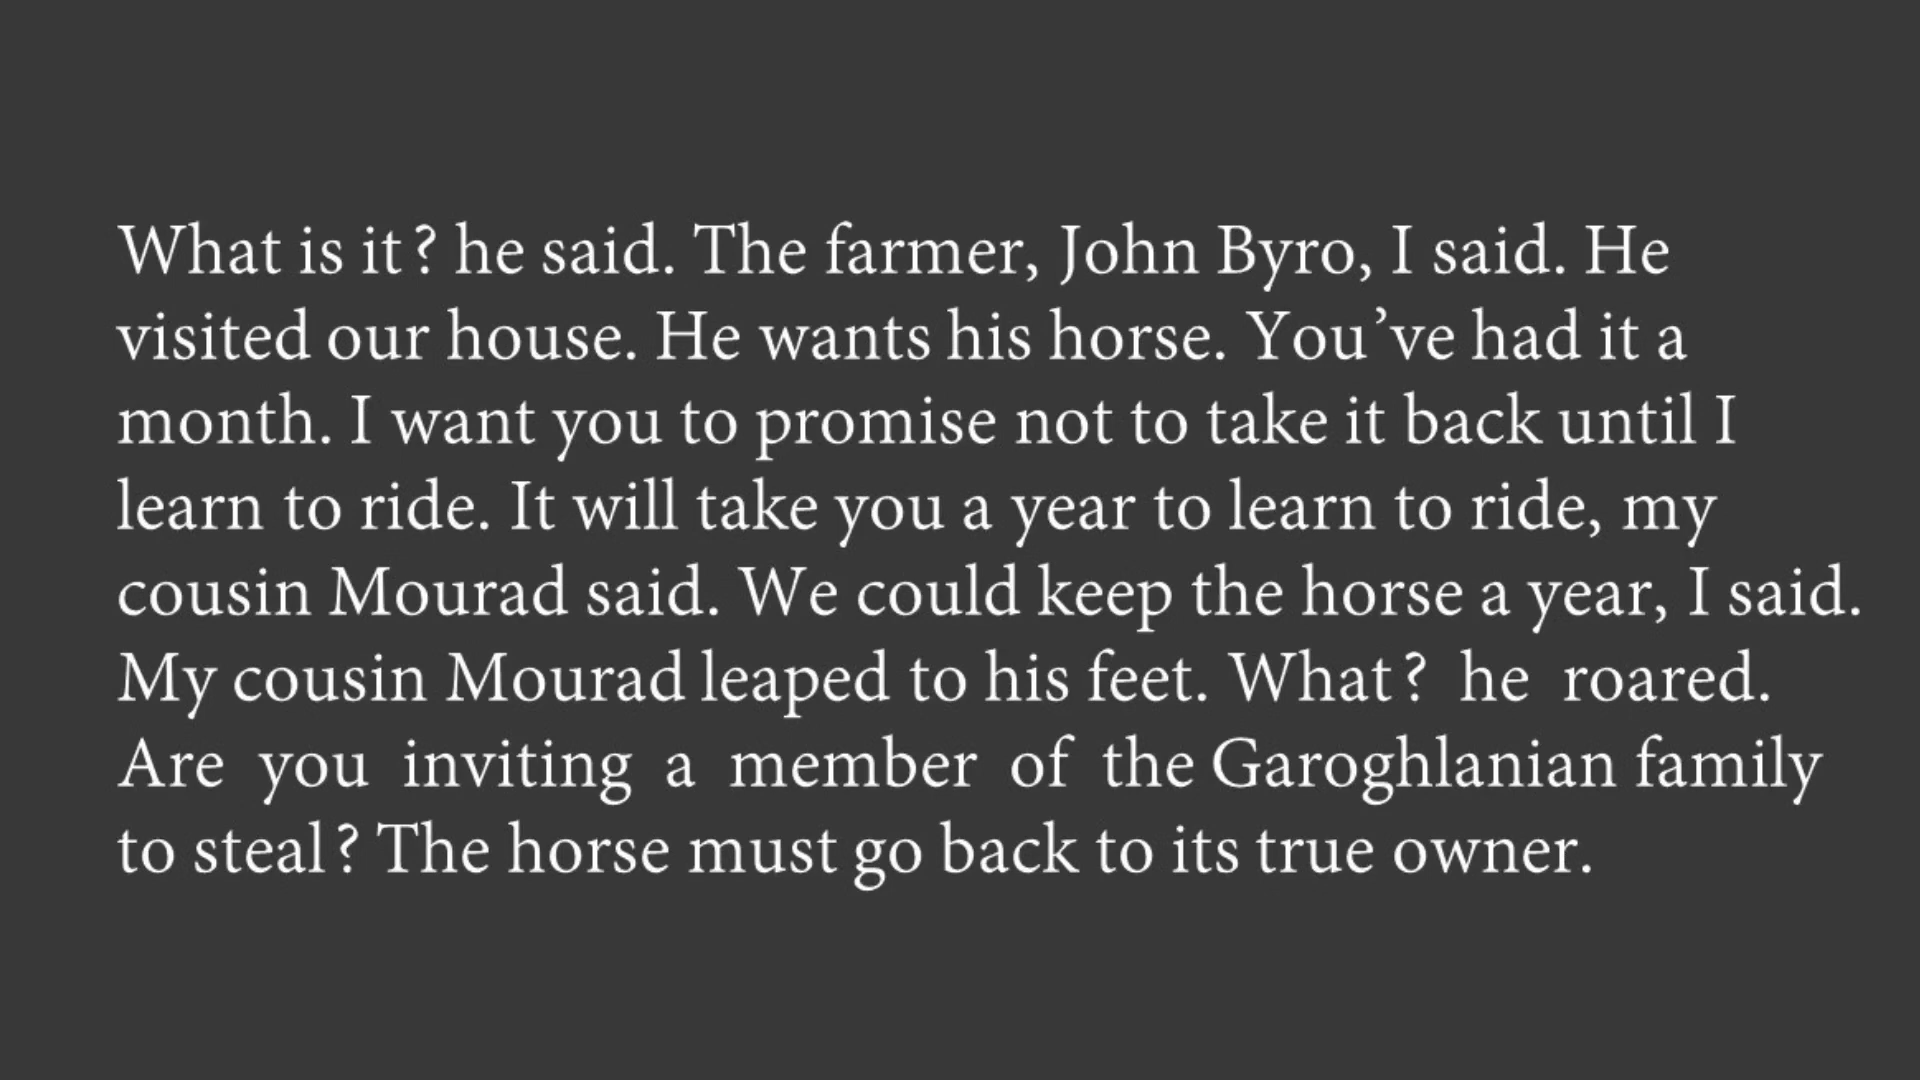 What is it? he said. The farmer, John Byro, I said. He
visited our house. He wants his horse. You’ve had it a
month. I want you to promise not to take it back until I
learn to ride. It will take you a year to learn to ride, my
cousin Mourad said. We could keep the horse a year, I said.
My cousin Mourad leaped to his feet. What? he roared.
Are you inviting a member of the Garoghlanian family
to steal? The horse must go back to its true owner.